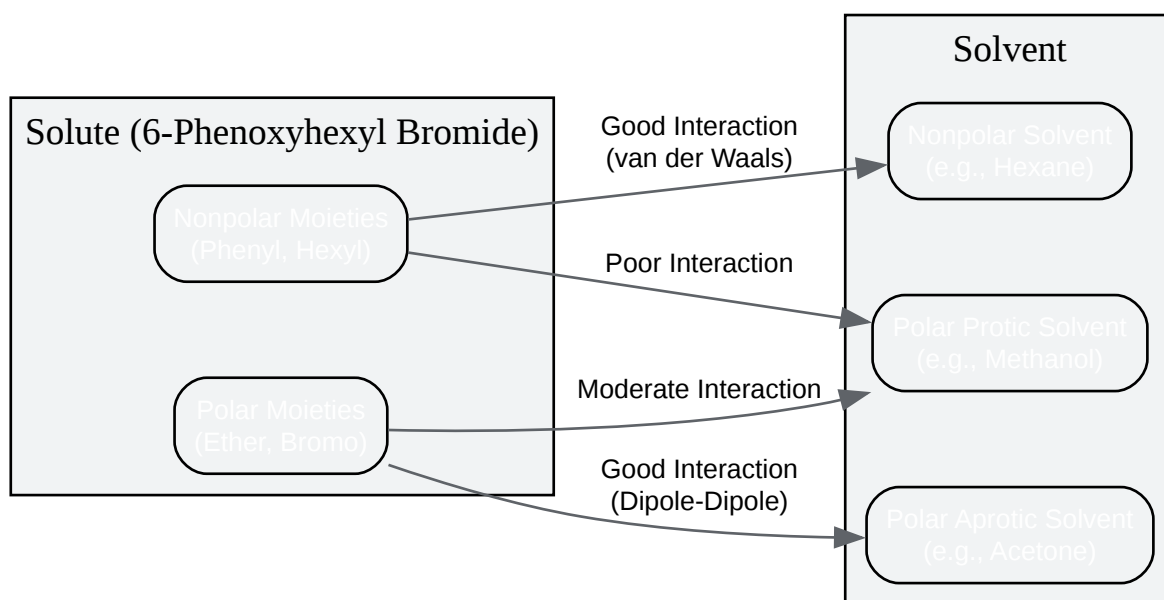 Solvent
Solute (6-Phenoxyhexyl Bromide)
Nonpolar Moieties
(Phenyl, Hexyl)
Polar Moieties
(Ether, Bromo)
Good Interaction
(van der Waals)
Poor Interaction
Moderate Interaction
Good Interaction
(Dipole-Dipole)
Nonpolar Solvent
(e.g., Hexane)
Polar Protic Solvent
(e.g., Methanol)
Polar Aprotic Solvent
(e.g., Acetone)